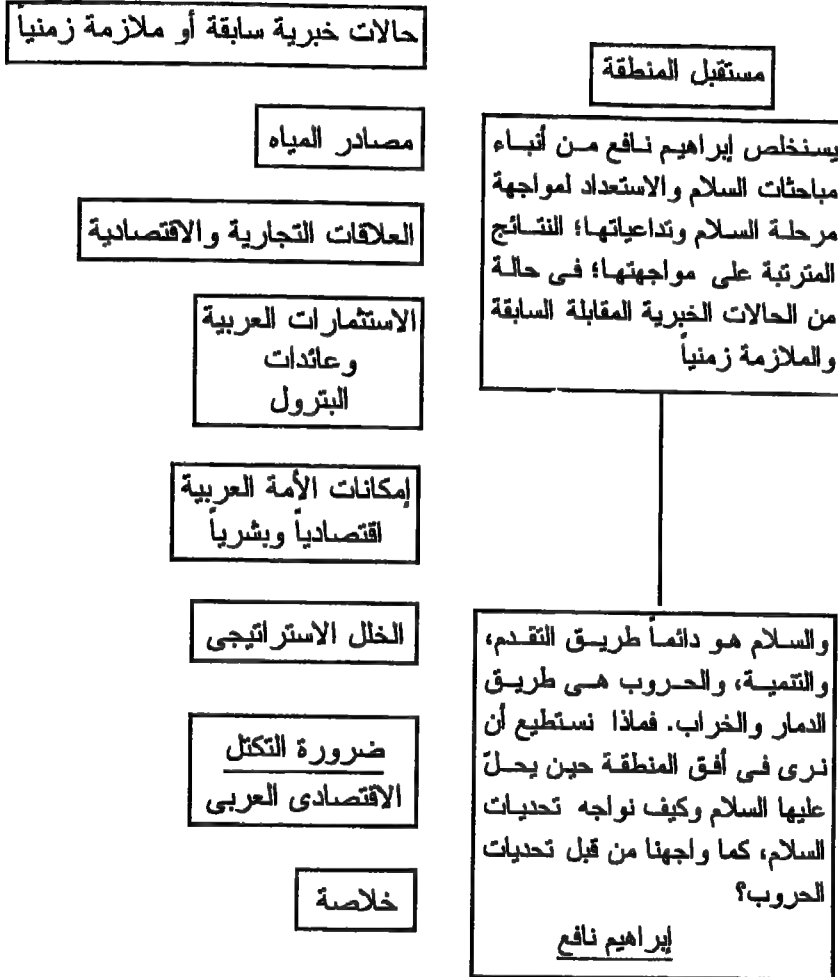 مستقبل المنطقة
يستخلص إبراهيم نافع من أنباء
مباحثات السلام والاستعداد لمواجهة
مرحلة السلام وتداعياتها؛ النتائج
المترتبة على مواجهتها؛ فى حالة
من الحالات الخبرية المقابلة السابقة
والملازمة زمنياً
والسلام هو دائماً طريق التقدم،
والتتمية، والحروب هى طريق
الدمار والخراب. فماذا نستطيع أن
نرى فى أفق المنطقة حين يحلّ
عليها السلام وكيف نواجه تحديات
السلام، كما واجهنا من قبل تحديات
الحروب؟
إبراهيم نافع
حالات خبرية سابقة أو ملازمة زمنياً
مصادر المياه
العلاقات التجارية والاقتصادية
الاستثمارات العربية
وعائدات
البترول
إمكانات الأمة العربية
اقتصادياً وبشرياً
الخلل الاستراتيجى
ضرورة التكتل
الاقتصادى العربى
خلاصة